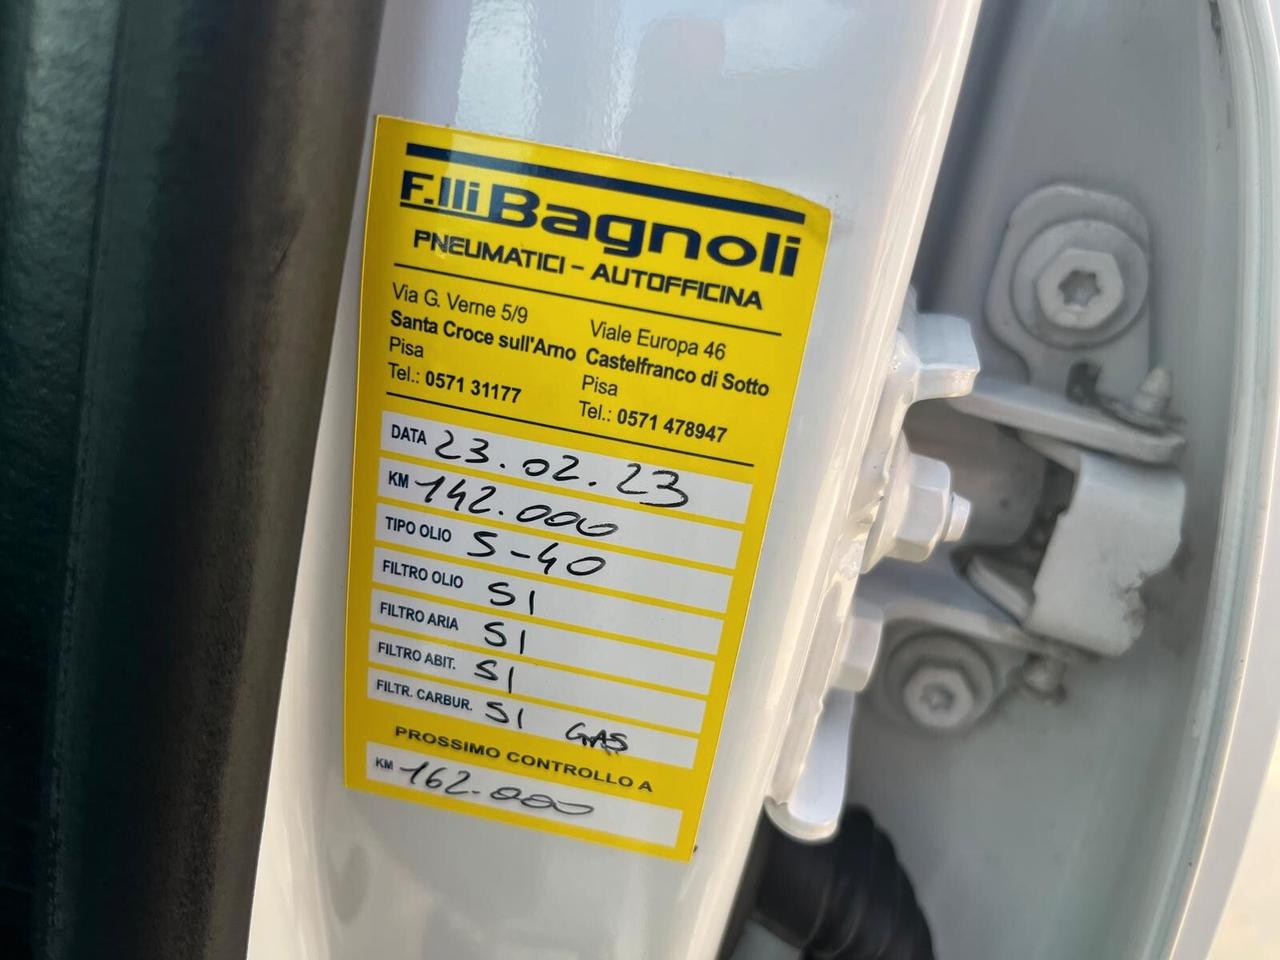 F.lli Bagnoli
PNEUMATICI - AUTOFFICINA
Via G. Verne 5/9
Santa Croce sull'Arno
Pisa
Tel.: 0571 31177
Viale Europa 46
Castelfranco di Sotto
Pisa
Tel.: 0571 478947
DATA 23.02.23
KM 142.000
TIPO OLIO 5-40
FILTRO OLIO SI
FILTRO ARIA SI
FILTRO ABIT. SI
FILTR. CARBUR. SI GAS
PROSSIMO CONTROLLO A
KM 162.000